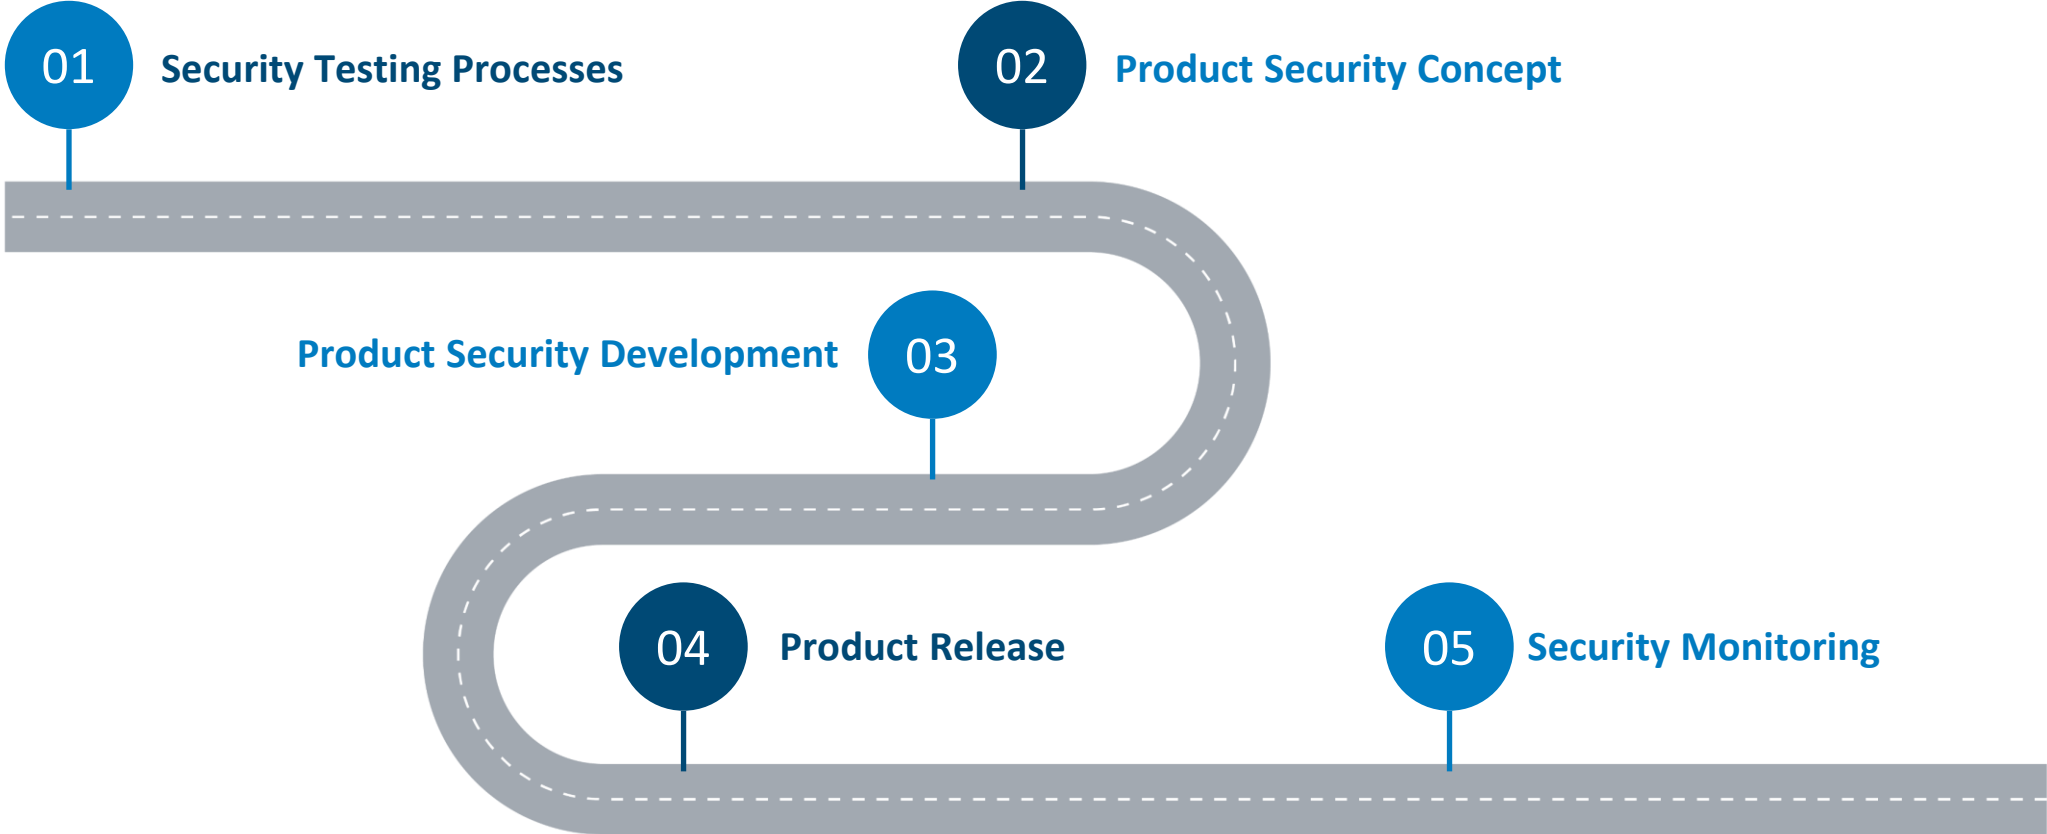 01
Security Testing Processes
02
Product Security Concept
Product Security Development
03
04
Product Release
05
Security Monitoring